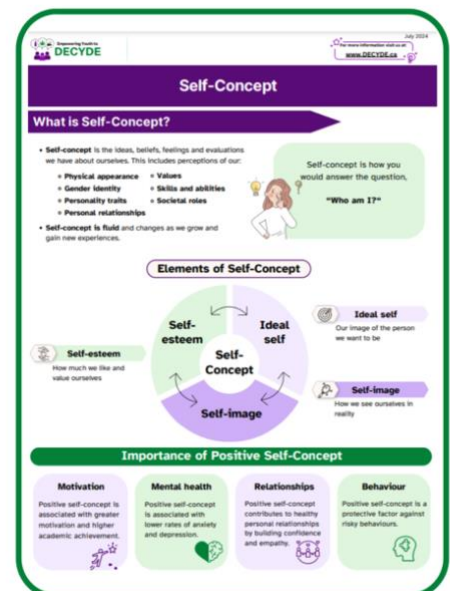 July 2024
Empowering Youth to
DECYDE
For more information visit us at
www.DECYDE.ca
Self-Concept
What is Self-Concept?
• Self-concept is the ideas, beliefs, feelings and evaluations
we have about ourselves. This includes perceptions of our:
• Physical appearance
• Gender identity
• Personality traits
• Personal relationships
• Values
• Skills and abilities
• Societal roles
• Self-concept is fluid and changes as we grow and
gain new experiences.
Self-concept is how you
would answer the question,
"Who am I?"
Elements of Self-Concept
Self-
esteem
Ideal
self
Self-
Concept
Self-image
Self-esteem
How much we like and
value ourselves
Ideal self
Our image of the person
we want to be
Self-image
How we see ourselves in
reality
Importance of Positive Self-Concept
Motivation
Positive self-concept is
associated with greater
motivation and higher
academic achievement.
Mental health
Positive self-concept
is associated with
lower rates of anxiety
and depression.
Relationships
Positive self-concept
contributes to healthy
personal relationships
by building confidence
and empathy.
Behaviour
Positive self-concept is a
protective factor against
risky behaviours.